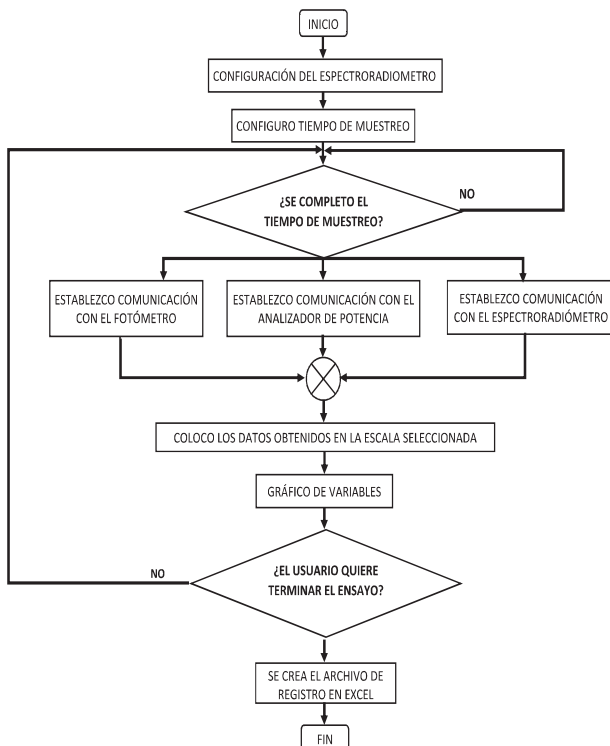 INICIO
CONFIGURACIÓN DEL ESPECTRORADIOMETRO
CONFIGURO TIEMPO DE MUESTREO
¿SE COMPLETO EL
TIEMPO DE MUESTREO?
NO
ESTABLEZCO COMUNICACIÓN
CON EL FOTÓMETRO
ESTABLEZCO COMUNICACIÓN CON EL
ANALIZADOR DE POTENCIA
ESTABLEZCO COMUNICACIÓN
CON EL ESPECTRORADIÓMETRO
COLOCO LOS DATOS OBTENIDOS EN LA ESCALA SELECCIONADA
GRÁFICO DE VARIABLES
¿EL USUARIO QUIERE
TERMINAR EL ENSAYO?
NO
SE CREA EL ARCHIVO DE
REGISTRO EN EXCEL
FIN